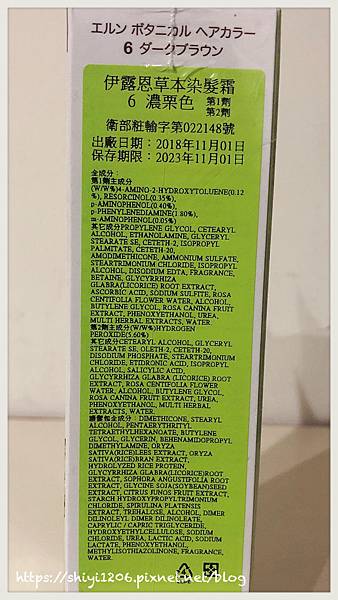 エルン ボタニカル ヘアカラー
6 ダークブラウン
伊露恩草本染髮霜
6 濃栗色 第1劑
第2劑
衛部粧輸字第022148號
出廠日期：2018年11月01日
保存期限：2023年11月01日
全成分：
第1劑主成分
(W/W%)4-AMINO-2-HYDROXYTOLUENE(0.12
%), RESORCINOL(0.35%),
p-AMINOPHENOL(0.40%),
p-PHENYLENEDIAMINE(1.80%),
m-AMINOPHENOL(0.05%)
其它成分PROPYLENE GLYCOL, CETEARYL
ALCOHOL, ETHANOLAMINE, GLYCERYL
STEARATE SE, CETETH-2, ISOPROPYL
PALMITATE, CETETH-20,
AMODIMETHICONE, AMMONIUM SULFATE,
STEARTRIMONIUM CHLORIDE, ISOPROPYL
ALCOHOL, DISODIUM EDTA, FRAGRANCE,
BETAINE, GLYCYRRHIZA
GLABRA(LICORICE) ROOT EXTRACT,
ASCORBIC ACID, SODIUM SULFITE, ROSA
CENTIFOLIA FLOWER WATER, ALCOHOL,
BUTYLENE GLYCOL, ROSA CANINA FRUIT
EXTRACT, PHENOXYETHANOL, UREA,
MULTI HERBAL EXTRACTS, WATER.
第2劑主成分(W/W%)HYDROGEN
PEROXIDE(5.60%)
其它成分CETEARYL ALCOHOL, GLYCERYL
STEARATE SE, OLETH-2, CETETH-20,
DISODIUM PHOSPHATE, STEARTRIMONIUM
CHLORIDE, ETIDRONIC ACID, ISOPROPYL
ALCOHOL, SALICYLIC ACID,
GLYCYRRHIZA GLABRA (LICORICE) ROOT
EXTRACT, ROSA CENTIFOLIA FLOWER
WATER, ALCOHOL, BUTYLENE GLYCOL,
ROSA CANINA FRUIT EXTRACT, UREA,
PHENOXYETHANOL, MULTI HERBAL
EXTRACTS, WATER.
護髮和全成分：DIMETHICONE, STEARYL
ALCOHOL, PENTAERYTHRITYL
TETRAETHYLHEXANOATE, BUTYLENE
GLYCOL, GLYCERIN, BEHENAMIDOPROPYL
DIMETHYLAMINE, ORYZA
SATIVA(RICE)LEES EXTRACT, ORYZA
SATIVA(RICE)BRAN EXTRACT,
HYDROLYZED RICE PROTEIN,
GLYCYRRHIZA GLABRA(LICORICE)ROOT
EXTRACT, SOPHORA ANGUSTIFOLIA ROOT
EXTRACT, GLYCINE SOJA(SOYBEAN)SEED
EXTRACT, CITRUS JUNOS FRUIT EXTRACT,
STARCH HYDROXYPROPYLTRIMONIUM
CHLORIDE, SPIRULINA PLATENSIS
EXTRACT, TREHALOSE, ALCOHOL, DIMER
DILINOLEYL DIMER DILINOLEATE,
CAPRYLIC / CAPRIC TRIGLYCERIDE,
HYDROXYETHYLCELLULOSE, SODIUM
CHLORIDE, UREA, LACTIC ACID, SODIUM
LACTATE, PHENOXYETHANOL,
METHYLISOTHIAZOLINONE, FRAGRANCE,
WATER.
https://shiyi1206.pixnet.net/blog